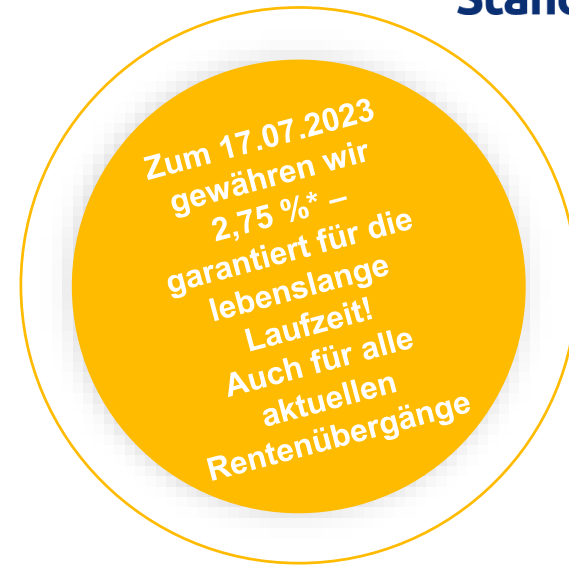 Zum 17.07.2023
gewähren wir
2,75 %* –
garantiert für die
lebenslange
Laufzeit!
Auch für alle
aktuellen
Rentenübergänge